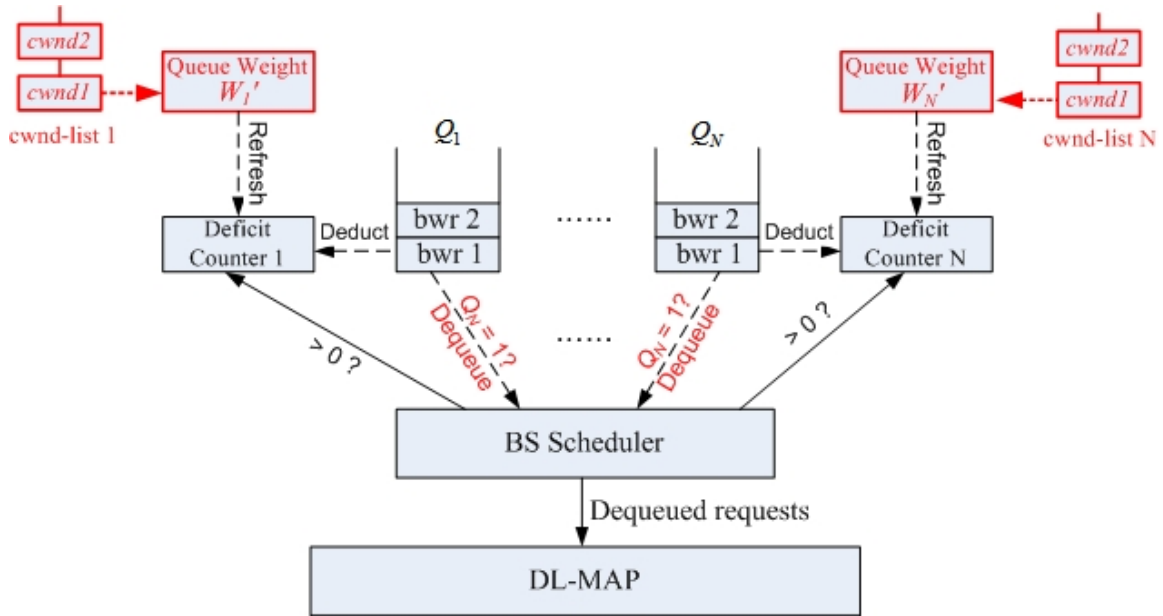 cwnd2
cwnd1
cwnd-list 1
Queue Weight
W1'
Refresh
Q1
QN
Queue Weight
WN'
Refresh
cwnd2
cwnd1
cwnd-list N
Deficit
Counter 1
Deduct
bwr 2
bwr 1
......
bwr 2
bwr 1
Deduct
Deficit
Counter N
> 0 ?
QN = 1?
Dequeue
......
QN = 1?
Dequeue
> 0 ?
BS Scheduler
Dequeued requests
DL-MAP